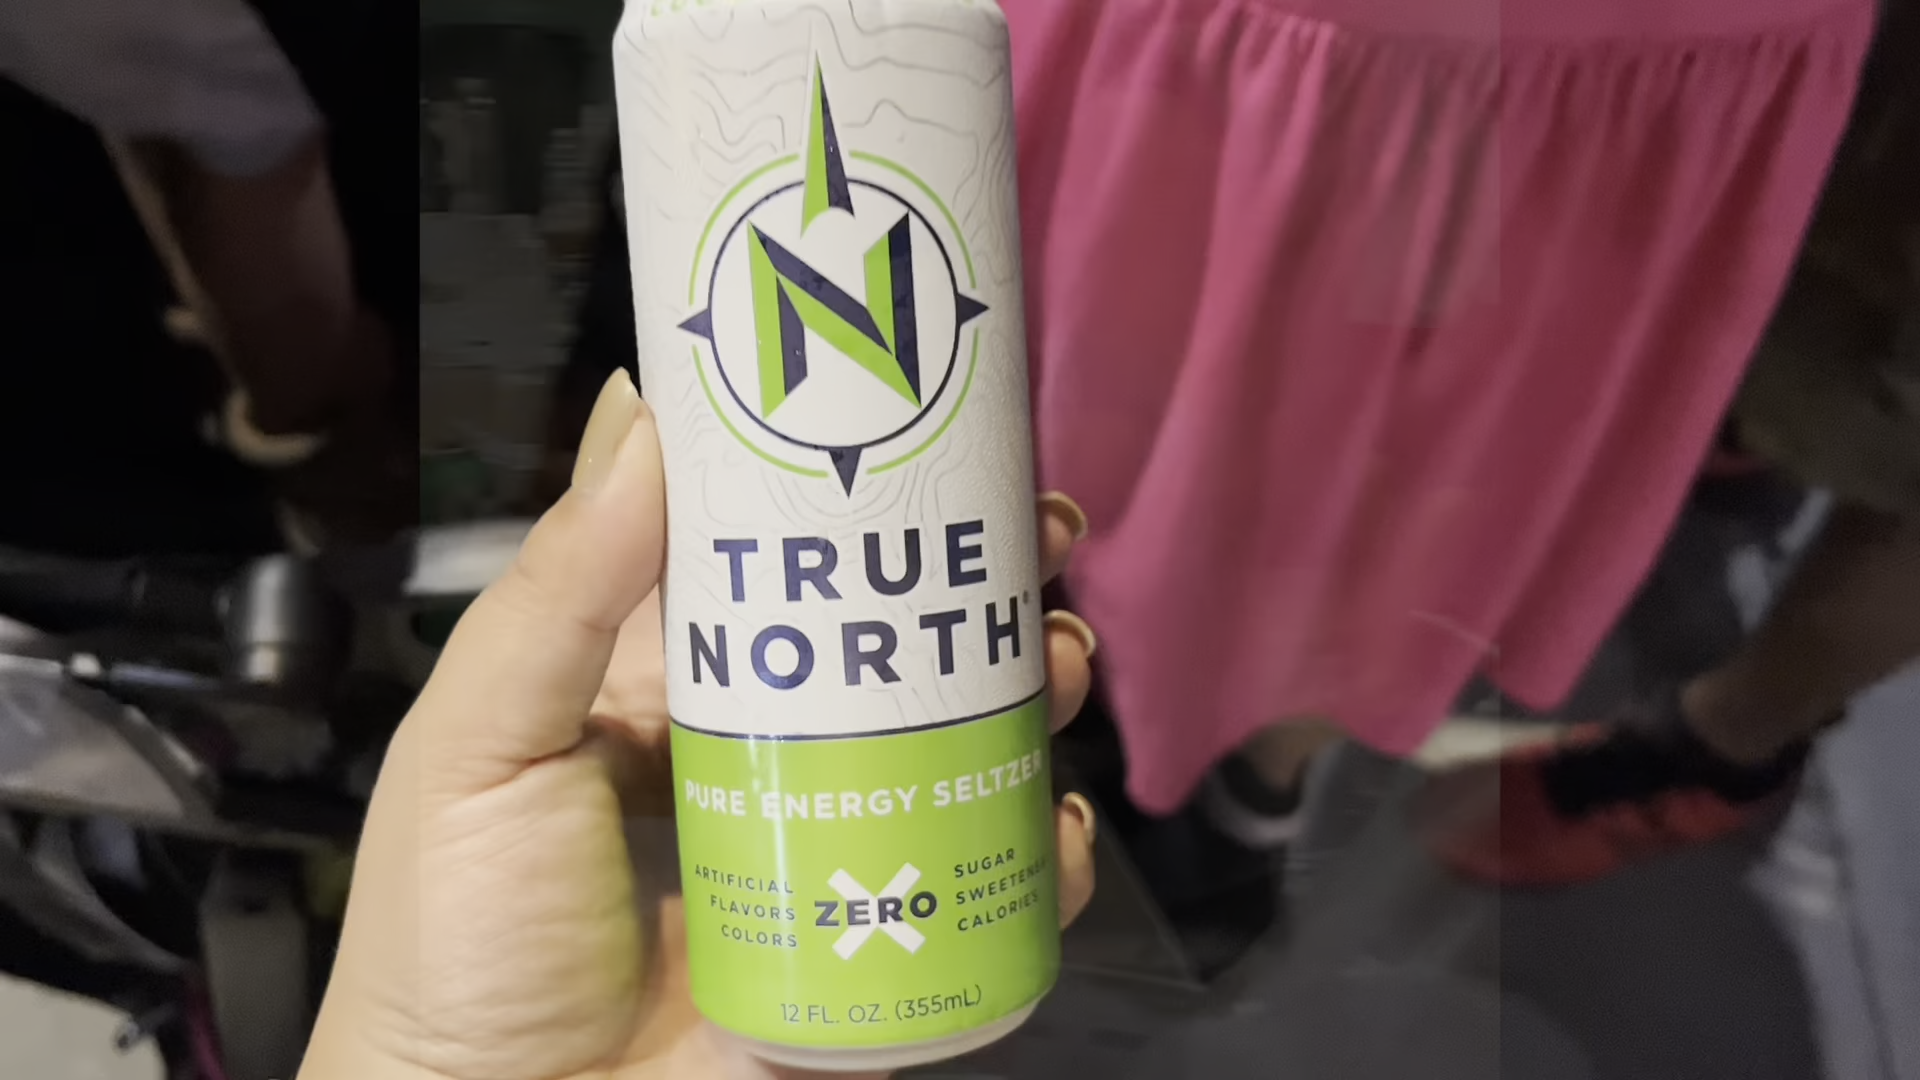 N
TRUE
NORTH®
PURE ENERGY SELTZER
ARTIFICIAL
FLAVORS
COLORS
ZERO
SUGAR
CALORIES
12 FL. OZ. (355mL)